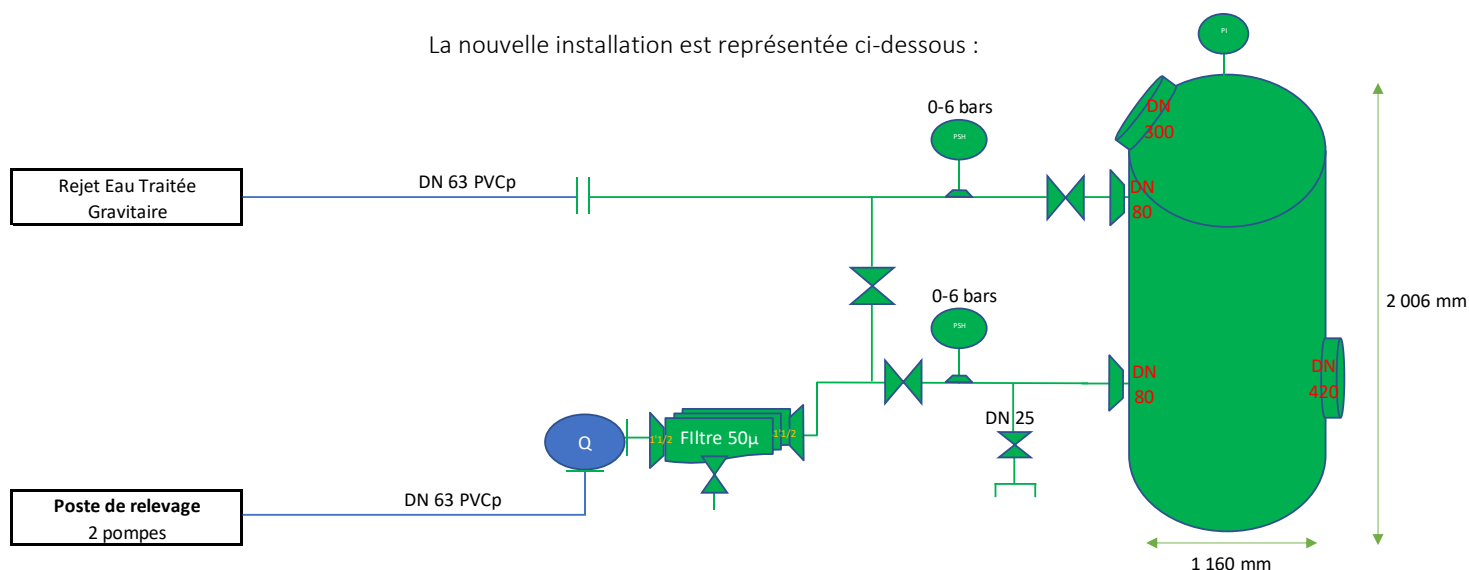 La nouvelle installation est représentée ci-dessous :
PI
0-6 bars
PSH
DN
300
Rejet Eau Traitée
Gravitaire
DN 63 PVCp
DN
80
0-6 bars
PSH
2 006 mm
DN
80
DN
420
DN 25
Q
1'1/2
FIltre 50µ
1'1/2
DN 63 PVCp
Poste de relevage
2 pompes
1 160 mm